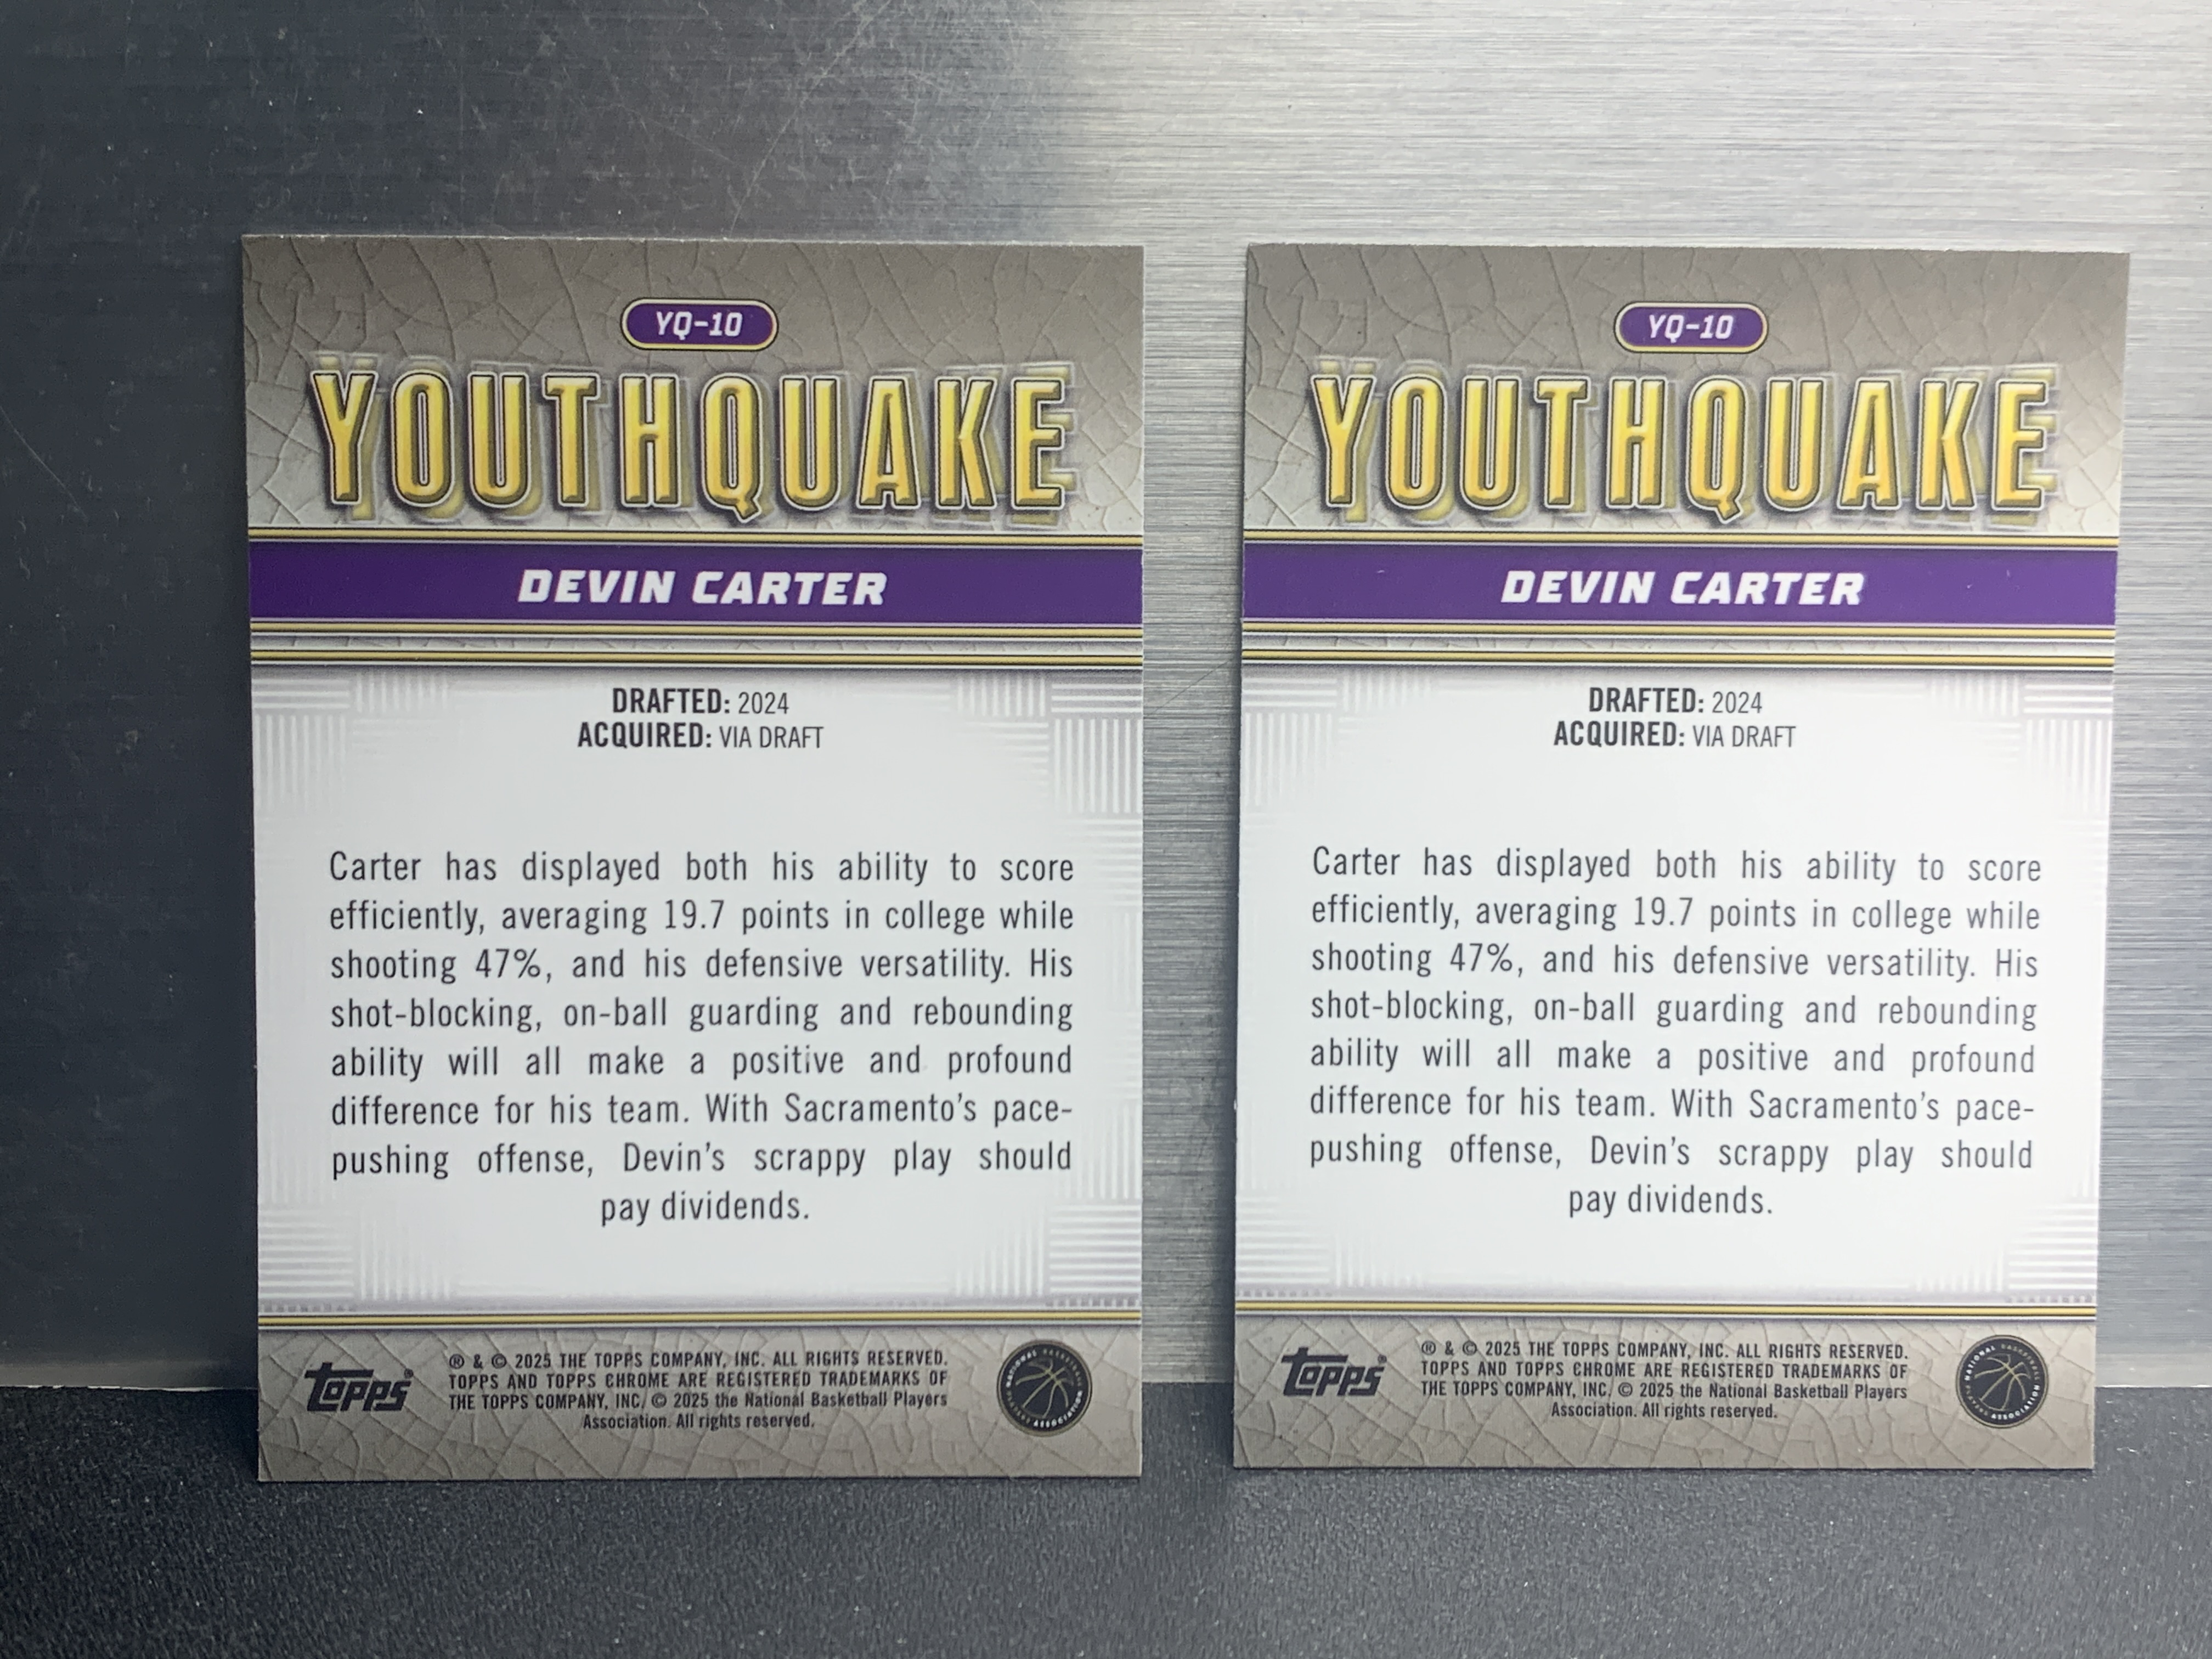 YQ-10
YOUTHQUAKE
DEVIN CARTER
DRAFTED: 2024
ACQUIRED: VIA DRAFT
Carter has displayed both his ability to score
efficiently, averaging 19.7 points in college while
shooting 47%, and his defensive versatility. His
shot-blocking, on-ball guarding and rebounding
ability will all make a positive and profound
difference for his team. With Sacramento's pace-
pushing offense, Devin's scrappy play should
pay dividends.
topps®
® & © 2025 THE TOPPS COMPANY, INC. ALL RIGHTS RESERVED.
TOPPS AND TOPPS CHROME ARE REGISTERED TRADEMARKS OF
THE TOPPS COMPANY, INC. © 2025 the National Basketball Players
Association. All rights reserved.
NATIONAL BASKETBALL PLAYERS ASSOCIATION
YQ-10
YOUTHQUAKE
DEVIN CARTER
DRAFTED: 2024
ACQUIRED: VIA DRAFT
Carter has displayed both his ability to score
efficiently, averaging 19.7 points in college while
shooting 47%, and his defensive versatility. His
shot-blocking, on-ball guarding and rebounding
ability will all make a positive and profound
difference for his team. With Sacramento's pace-
pushing offense, Devin's scrappy play should
pay dividends.
topps®
® & © 2025 THE TOPPS COMPANY, INC. ALL RIGHTS RESERVED.
TOPPS AND TOPPS CHROME ARE REGISTERED TRADEMARKS OF
THE TOPPS COMPANY, INC. © 2025 the National Basketball Players
Association. All rights reserved.
NATIONAL BASKETBALL PLAYERS ASSOCIATION